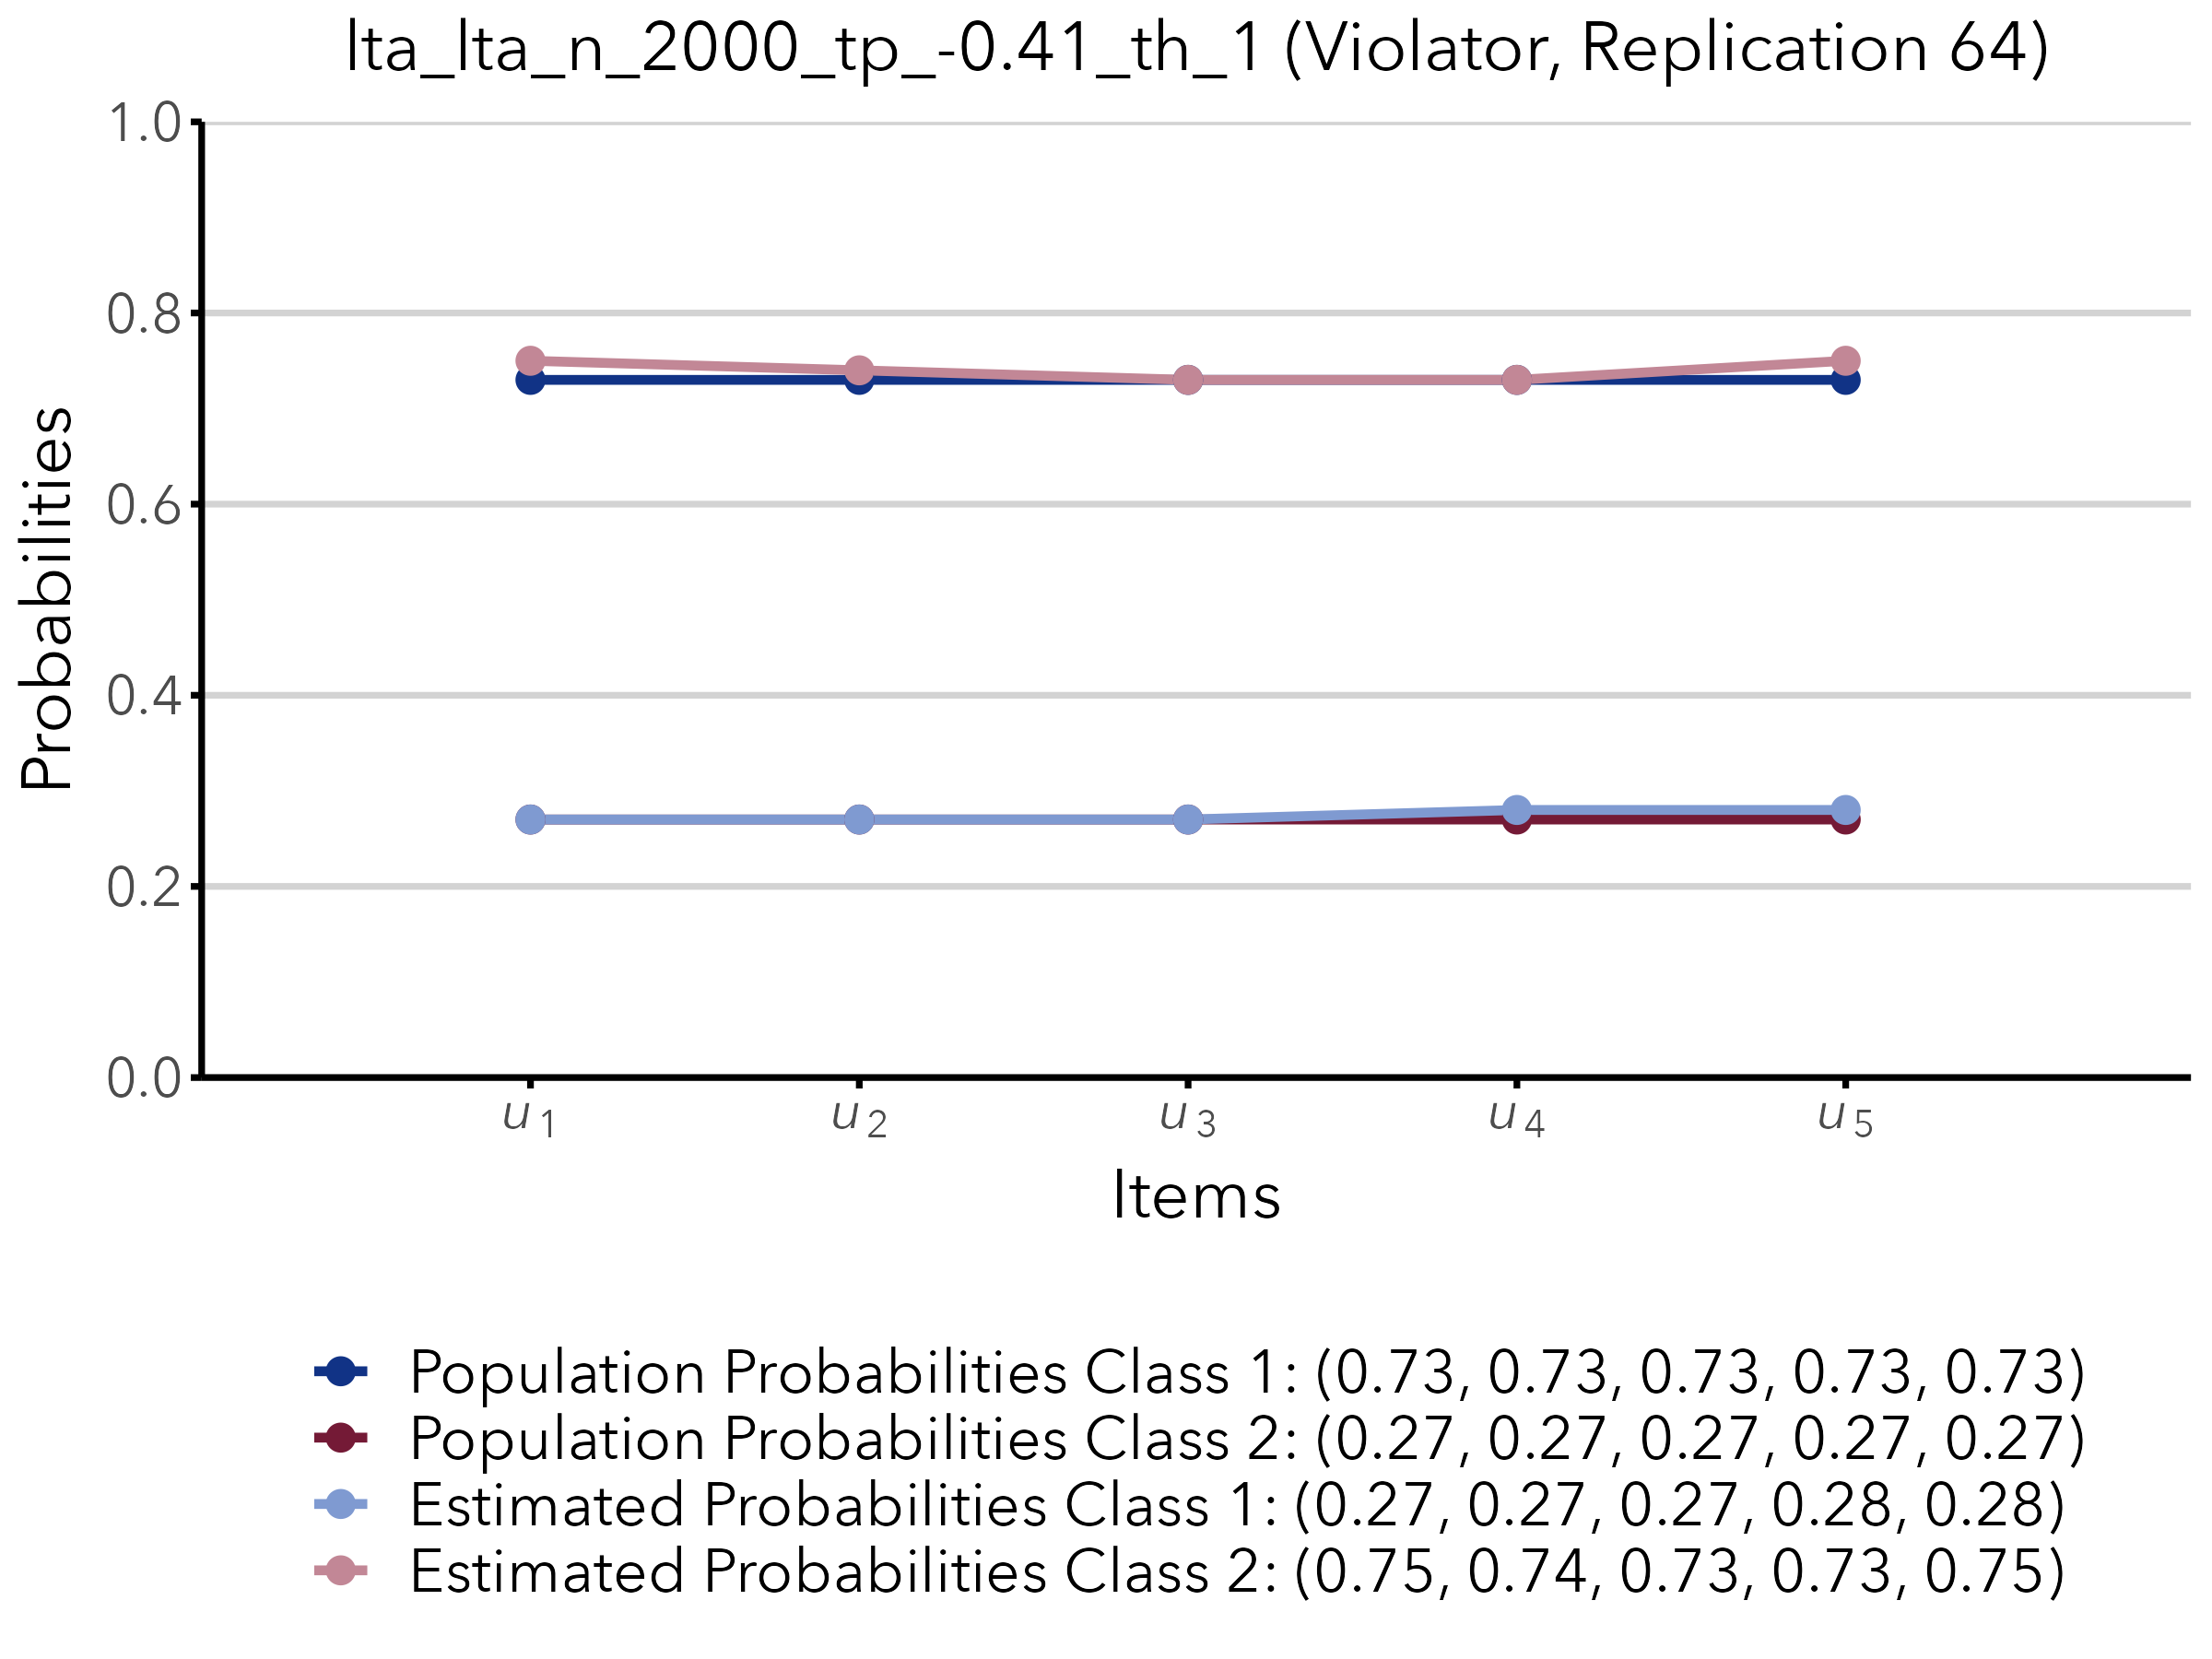 lta_lta_n_2000_tp_-0.41_th_1 (Violator, Replication 64)
1.0
0.8
0.6
0.4
0.2
0.0
Probabilities
u1 u2 u3 u4 u5
Items
Population Probabilities Class 1: (0.73, 0.73, 0.73, 0.73, 0.73)
Population Probabilities Class 2: (0.27, 0.27, 0.27, 0.27, 0.27)
Estimated Probabilities Class 1: (0.27, 0.27, 0.27, 0.28, 0.28)
Estimated Probabilities Class 2: (0.75, 0.74, 0.73, 0.73, 0.75)